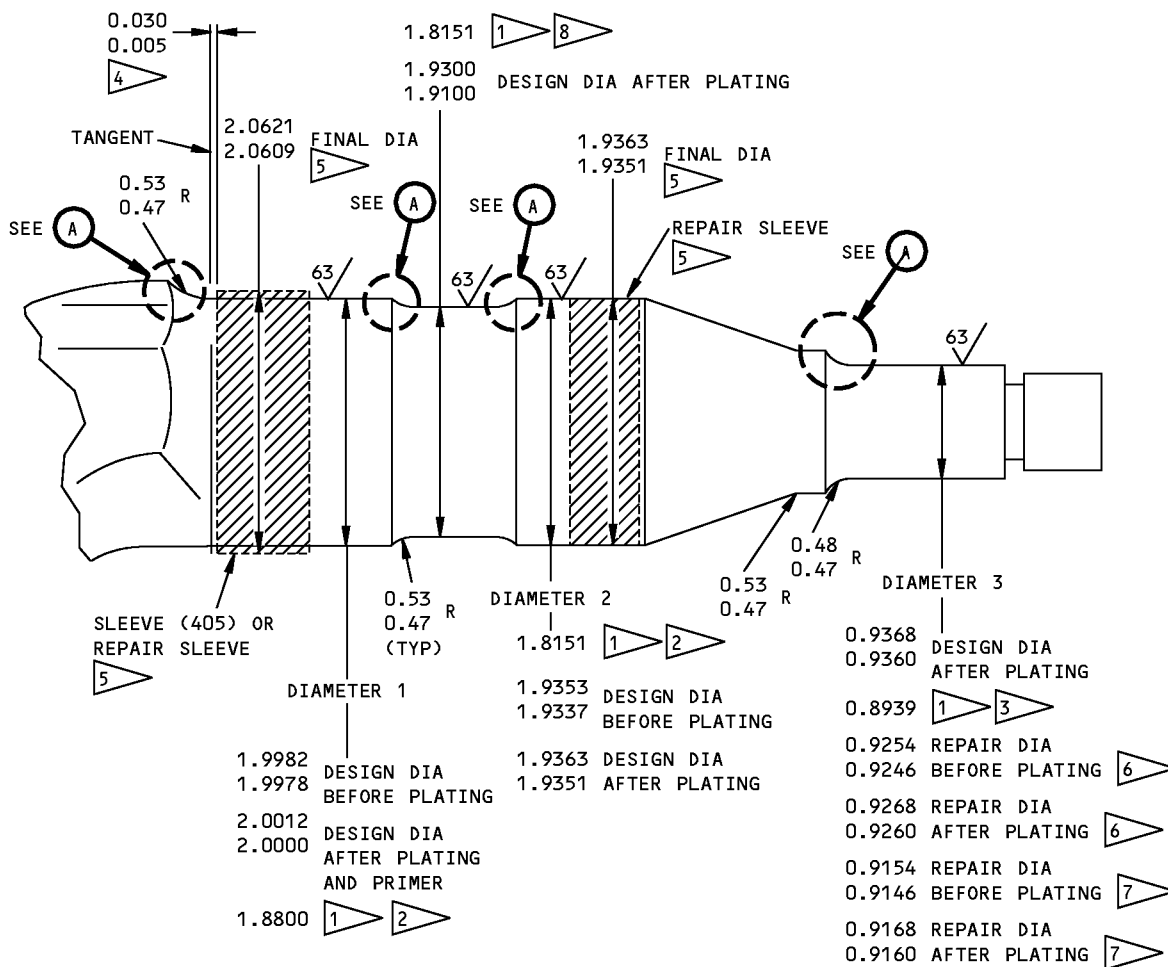 0.030
0.005
4
TANGENT
0.53
0.47 R
SEE A
2.0621
2.0609
FINAL DIA
5
1.8151 1 8
1.9300
1.9100
DESIGN DIA AFTER PLATING
SEE A
SEE A
1.9363
1.9351
FINAL DIA
5
REPAIR SLEEVE
5
SEE A
63
63
63
63
SLEEVE (405) OR
REPAIR SLEEVE
5
0.53
0.47 R
(TYP)
DIAMETER 1
1.9982
1.9978
DESIGN DIA
BEFORE PLATING
2.0012
2.0000
DESIGN DIA
AFTER PLATING
AND PRIMER
1.8800 1 2
DIAMETER 2
1.8151 1 2
1.9353
1.9337
DESIGN DIA
BEFORE PLATING
1.9363
1.9351
DESIGN DIA
AFTER PLATING
0.53
0.47 R
0.48
0.47 R
DIAMETER 3
0.9368
0.9360
DESIGN DIA
AFTER PLATING
0.8939 1 3
0.9254 REPAIR DIA
0.9246 BEFORE PLATING 6
0.9268 REPAIR DIA
0.9260 AFTER PLATING 6
0.9154 REPAIR DIA
0.9146 BEFORE PLATING 7
0.9168 REPAIR DIA
0.9160 AFTER PLATING 7